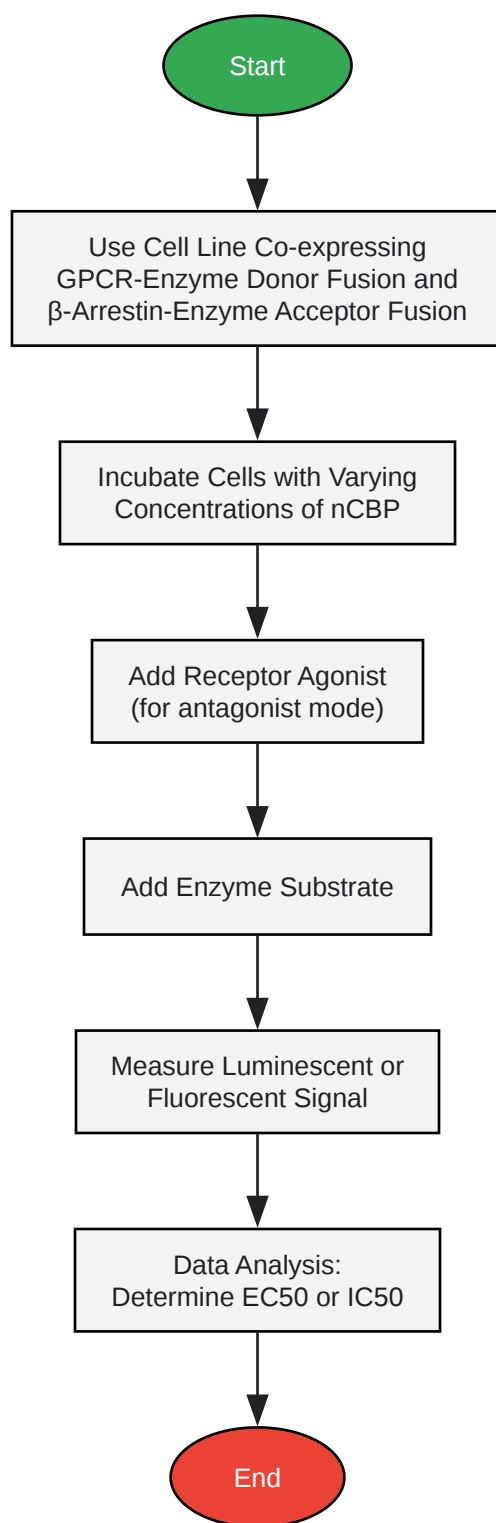 Start
Use Cell Line Co-expressing
GPCR-Enzyme Donor Fusion and
β-Arrestin-Enzyme Acceptor Fusion
Incubate Cells with Varying
Concentrations of nCBP
Add Receptor Agonist
(for antagonist mode)
Add Enzyme Substrate
Measure Luminescent or
Fluorescent Signal
Data Analysis:
Determine EC50 or IC50
End